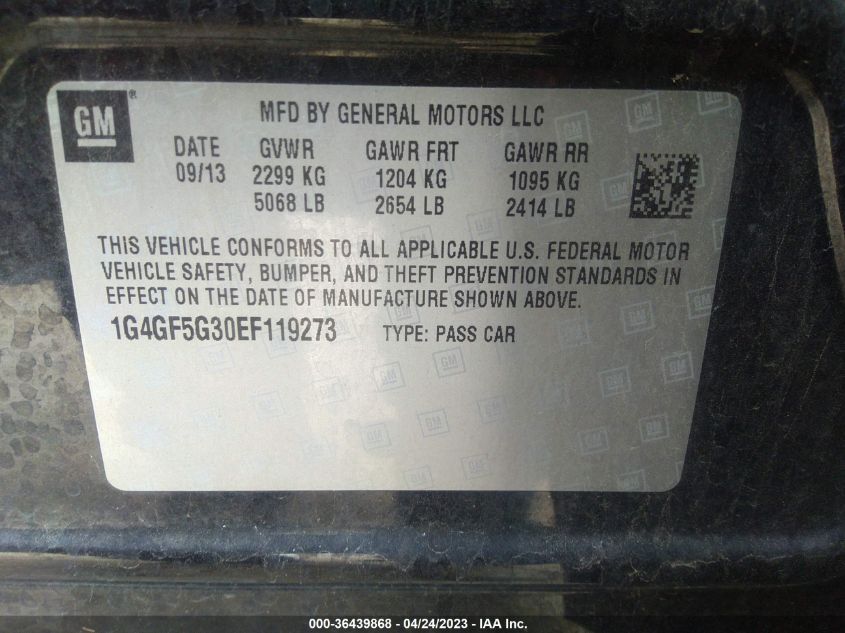 GM®
MFD BY GENERAL MOTORS LLC
DATE GVWR GAWR FRT GAWR RR
09/13 2299 KG 1204 KG 1095 KG
5068 LB 2654 LB 2414 LB
THIS VEHICLE CONFORMS TO ALL APPLICABLE U.S. FEDERAL MOTOR
VEHICLE SAFETY, BUMPER, AND THEFT PREVENTION STANDARDS IN
EFFECT ON THE DATE OF MANUFACTURE SHOWN ABOVE.
1G4GF5G30EF119273 TYPE: PASS CAR
000-36439868 - 04/24/2023 - IAA Inc.